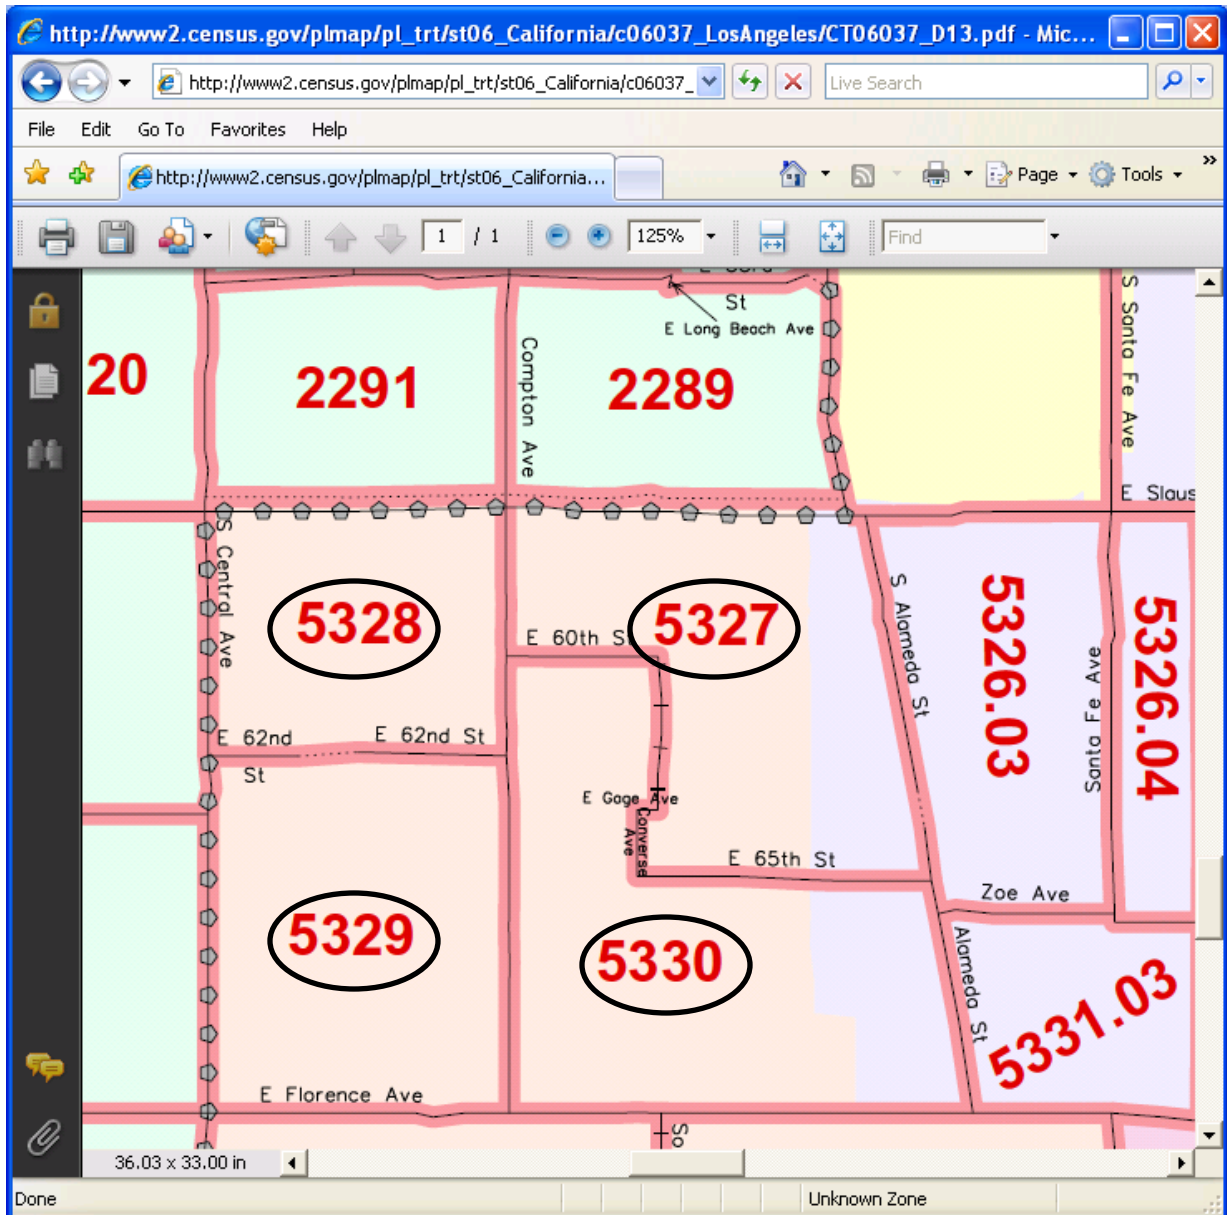 http://www2.census.gov/plmap/pl_trt/st06_California/c06037_LosAngeles/CT06037_D13.pdf - Mic...
http://www2.census.gov/plmap/pl_trt/st06_California/c06037_
Live Search
File Edit Go To Favorites Help
http://www2.census.gov/plmap/pl_trt/st06_California...
Page Tools »
1 / 1 125% Find
St
E Long Beach Ave
S Santa Fe Ave
20
2291
Compton Ave
2289
E Slaus
S Central Ave
5328
E 60th St
5327
S Alameda St
5326.03
Santa Fe Ave
5326.04
E 62nd
St
E 62nd St
E Gage Ave
Converse Ave
E 65th St
Zoe Ave
5329
5330
Alameda St
5331.03
E Florence Ave
So
36.03 x 33.00 in
Done
Unknown Zone